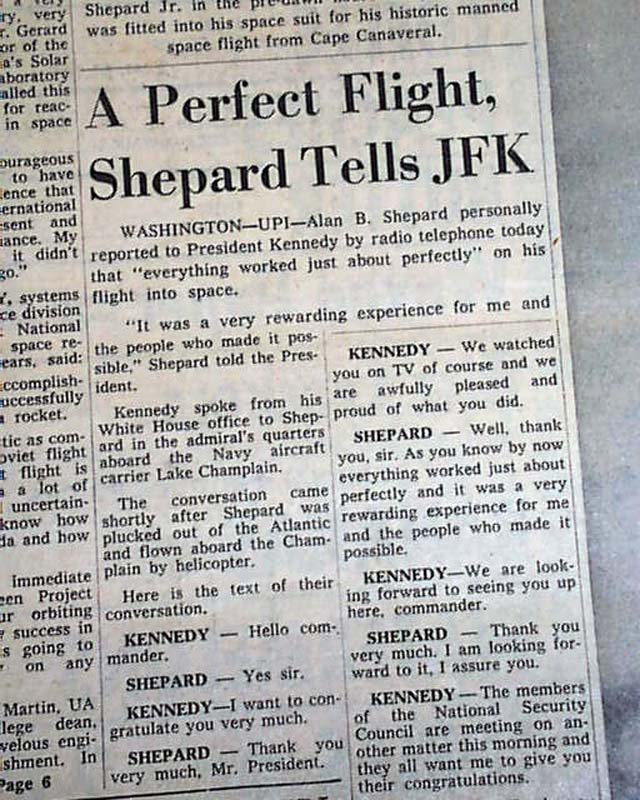 Shepard Jr. in the
was fitted into his space suit for his historic manned
space flight from Cape Canaveral.
A Perfect Flight,
Shepard Tells JFK
WASHINGTON—UPI—Alan B. Shepard personally
reported to President Kennedy by radio telephone today
that "everything worked just about perfectly" on his
flight into space.
"It was a very rewarding experience for me and
the people who made it pos-
sible," Shepard told the Pres-
ident.
Kennedy spoke from his
White House office to Shep-
ard in the admiral's quarters
aboard the Navy aircraft
carrier Lake Champlain.
The conversation came
shortly after Shepard was
plucked out of the Atlantic
and flown aboard the Cham-
plain by helicopter.
Here is the text of their
conversation.
KENNEDY — Hello com-
mander.
SHEPARD — Yes sir.
KENNEDY—I want to con-
gratulate you very much.
SHEPARD — Thank you
very much, Mr. President.
KENNEDY — We watched
you on TV of course and we
are awfully pleased and
proud of what you did.
SHEPARD — Well, thank
you, sir. As you know by now
everything worked just about
perfectly and it was a very
rewarding experience for me
and the people who made it
possible.
KENNEDY—We are look-
ing forward to seeing you up
here, commander.
SHEPARD — Thank you
very much. I am looking for-
ward to it, I assure you.
KENNEDY—The members
of the National Security
Council are meeting on an-
other matter this morning and
they all want me to give you
their congratulations.
ry, very
r. Gerard
or of the
a's Solar
aboratory
alled this
for reac-
in space
ourageous
to have
ence that
ernational
sent and
ance. My
it didn't
go."
Y, systems
ce division
National
space re-
ears, said:
accomplish-
uccessfully
a rocket.
tic as com-
oviet flight
t flight is
a a lot of
uncertain-
know how
da and how
Immediate
een Project
ur orbiting
success in
s going to
on any
Martin, UA
lege dean,
velous engi-
shment. In
Page 6